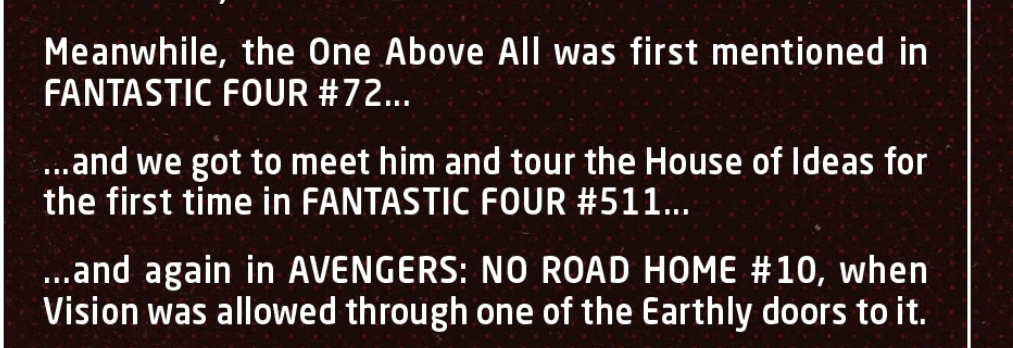 Meanwhile, the One Above All was first mentioned in
FANTASTIC FOUR #72...
...and we got to meet him and tour the House of Ideas for
the first time in FANTASTIC FOUR #511...
...and again in AVENGERS: NO ROAD HOME #10, when
Vision was allowed through one of the Earthly doors to it.